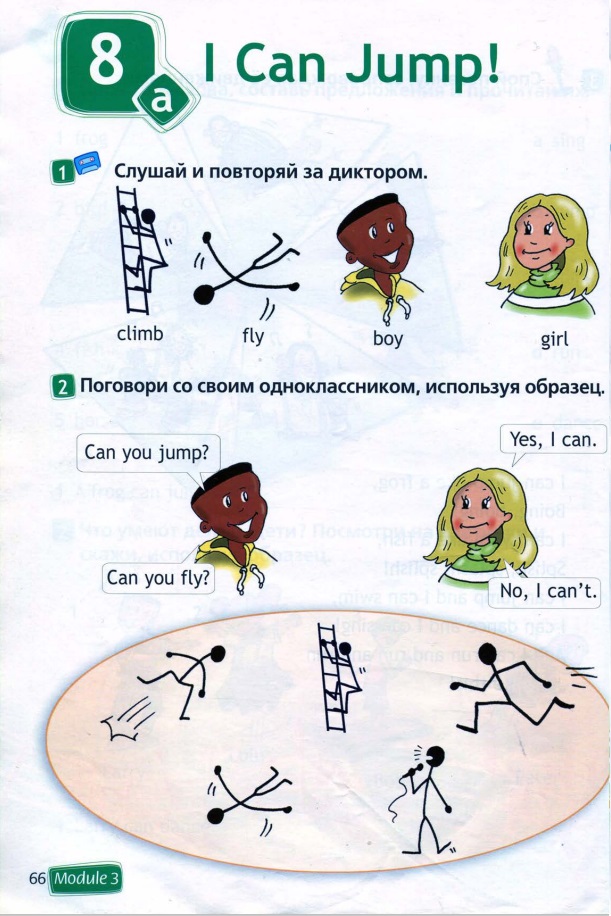 8
a
I Can Jump!
1
Слушай и повторяй за диктором.
climb
fly
boy
girl
2
Поговори со своим одноклассником, используя образец.
Can you jump?
Yes, I can.
Can you fly?
No, I can't.
66
Module 3